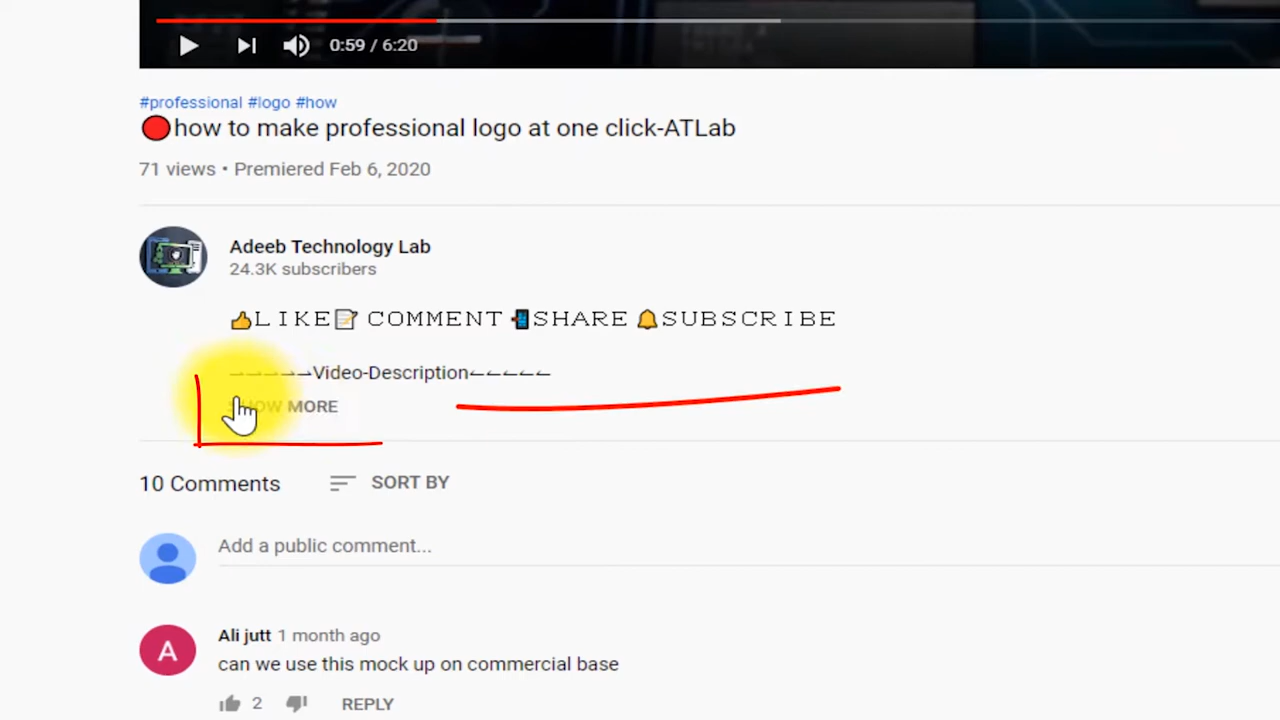 0:59 / 6:20
#professional #logo #how
🔴how to make professional logo at one click-ATLab
71 views • Premiered Feb 6, 2020
Adeeb Technology Lab
24.3K subscribers
👍LIKE📝 COMMENT 📲SHARE 🔔SUBSCRIBE
⇀⇀⇀⇀⇀Video-Description↼↼↼↼↼
SHOW MORE
10 Comments
SORT BY
Add a public comment...
A
Ali jutt 1 month ago
can we use this mock up on commercial base
2
REPLY